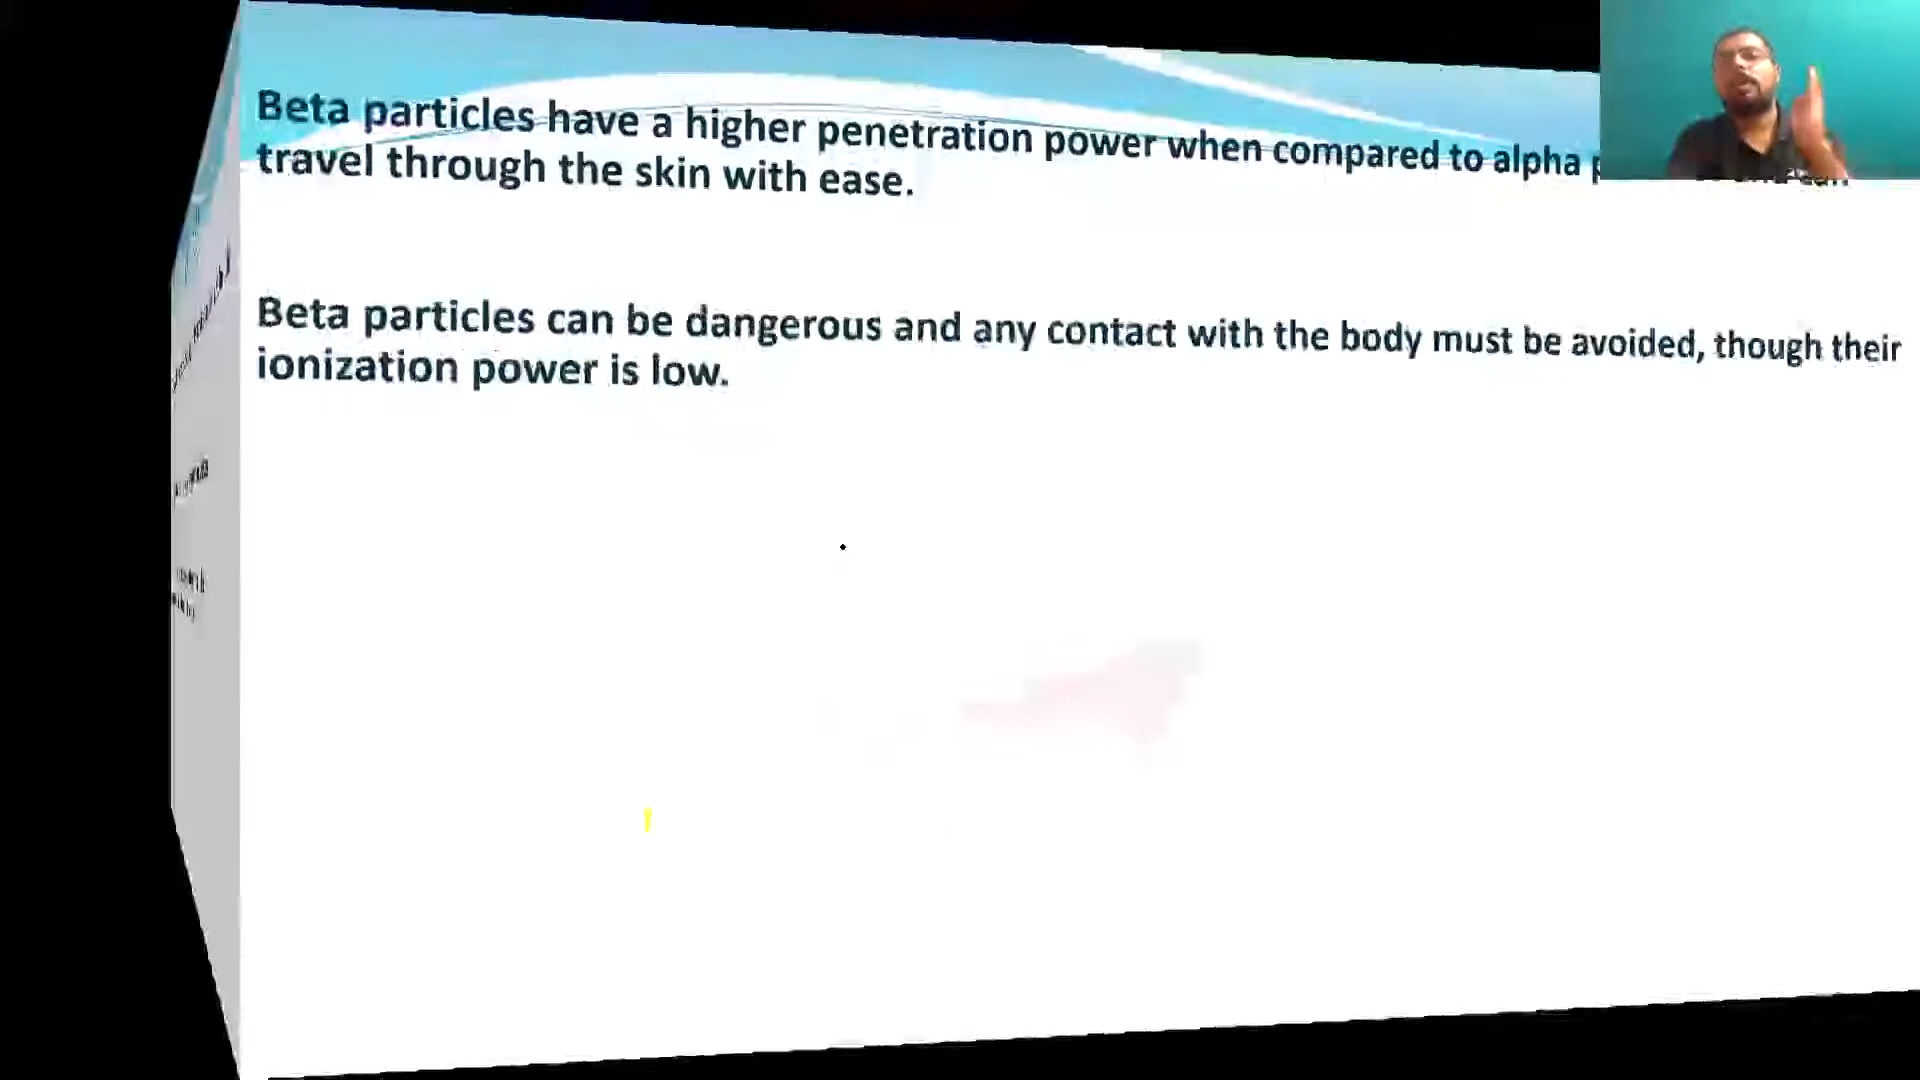 Beta particles have a higher penetration power when compared to alpha
travel through the skin with ease.
Beta particles can be dangerous and any contact with the body must be avoided, though their
ionization power is low.